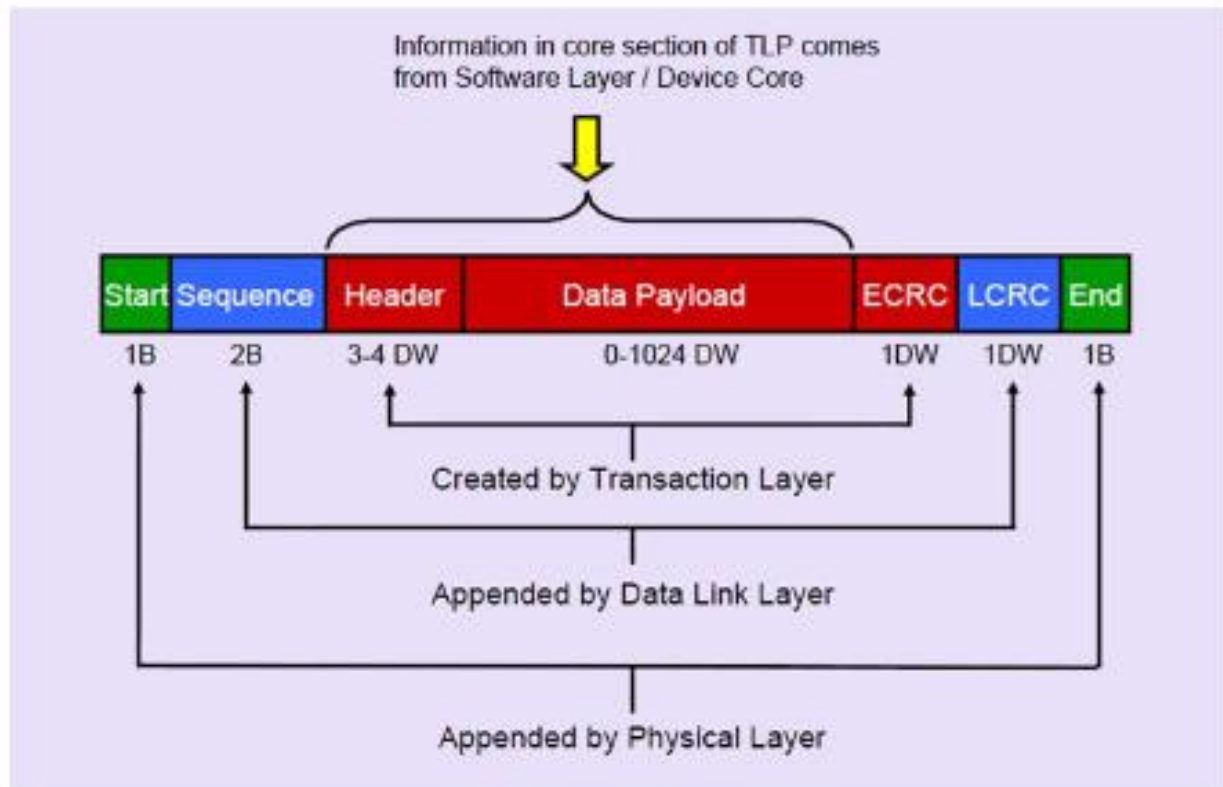 Information in core section of TLP comes
from Software Layer / Device Core
Start Sequence Header Data Payload ECRC LCRC End
1B 2B 3-4 DW 0-1024 DW 1DW 1DW 1B
Created by Transaction Layer
Appended by Data Link Layer
Appended by Physical Layer